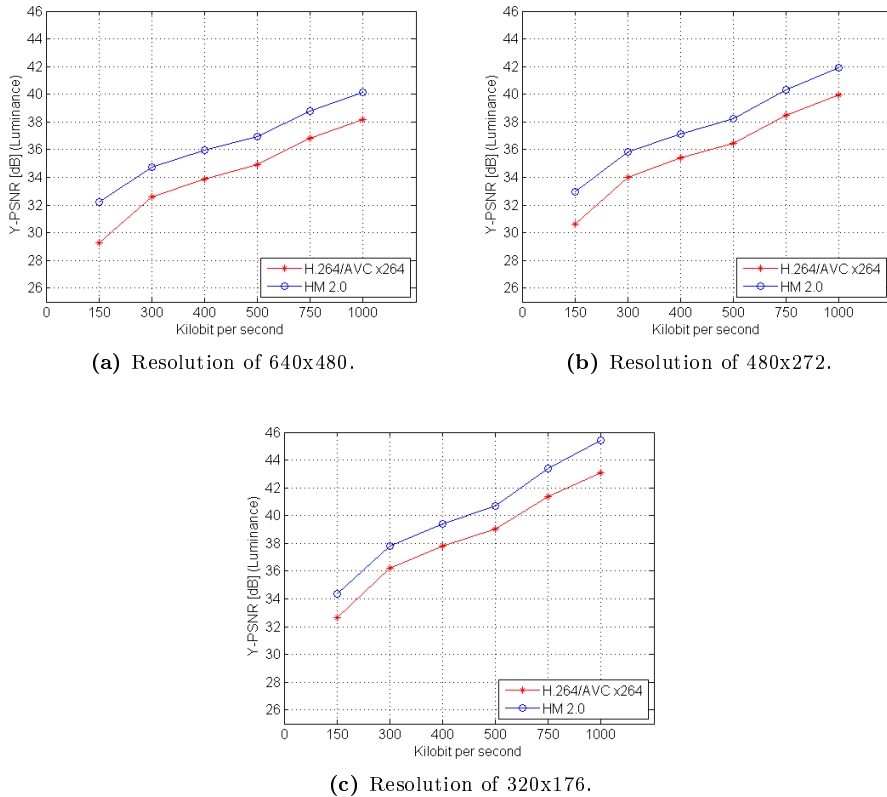 46
44
42
40
38
36
34
32
30
28
26
Y-PSNR [dB] (Luminance)
H.264/AVC x264
HM 2.0
0 150 300 400 500 750 1000
Kilobit per second
(a) Resolution of 640x480.
46
44
42
40
38
36
34
32
30
28
26
Y-PSNR [dB] (Luminance)
H.264/AVC x264
HM 2.0
0 150 300 400 500 750 1000
Kilobit per second
(b) Resolution of 480x272.
46
44
42
40
38
36
34
32
30
28
26
Y-PSNR [dB] (Luminance)
H.264/AVC x264
HM 2.0
0 150 300 400 500 750 1000
Kilobit per second
(c) Resolution of 320x176.